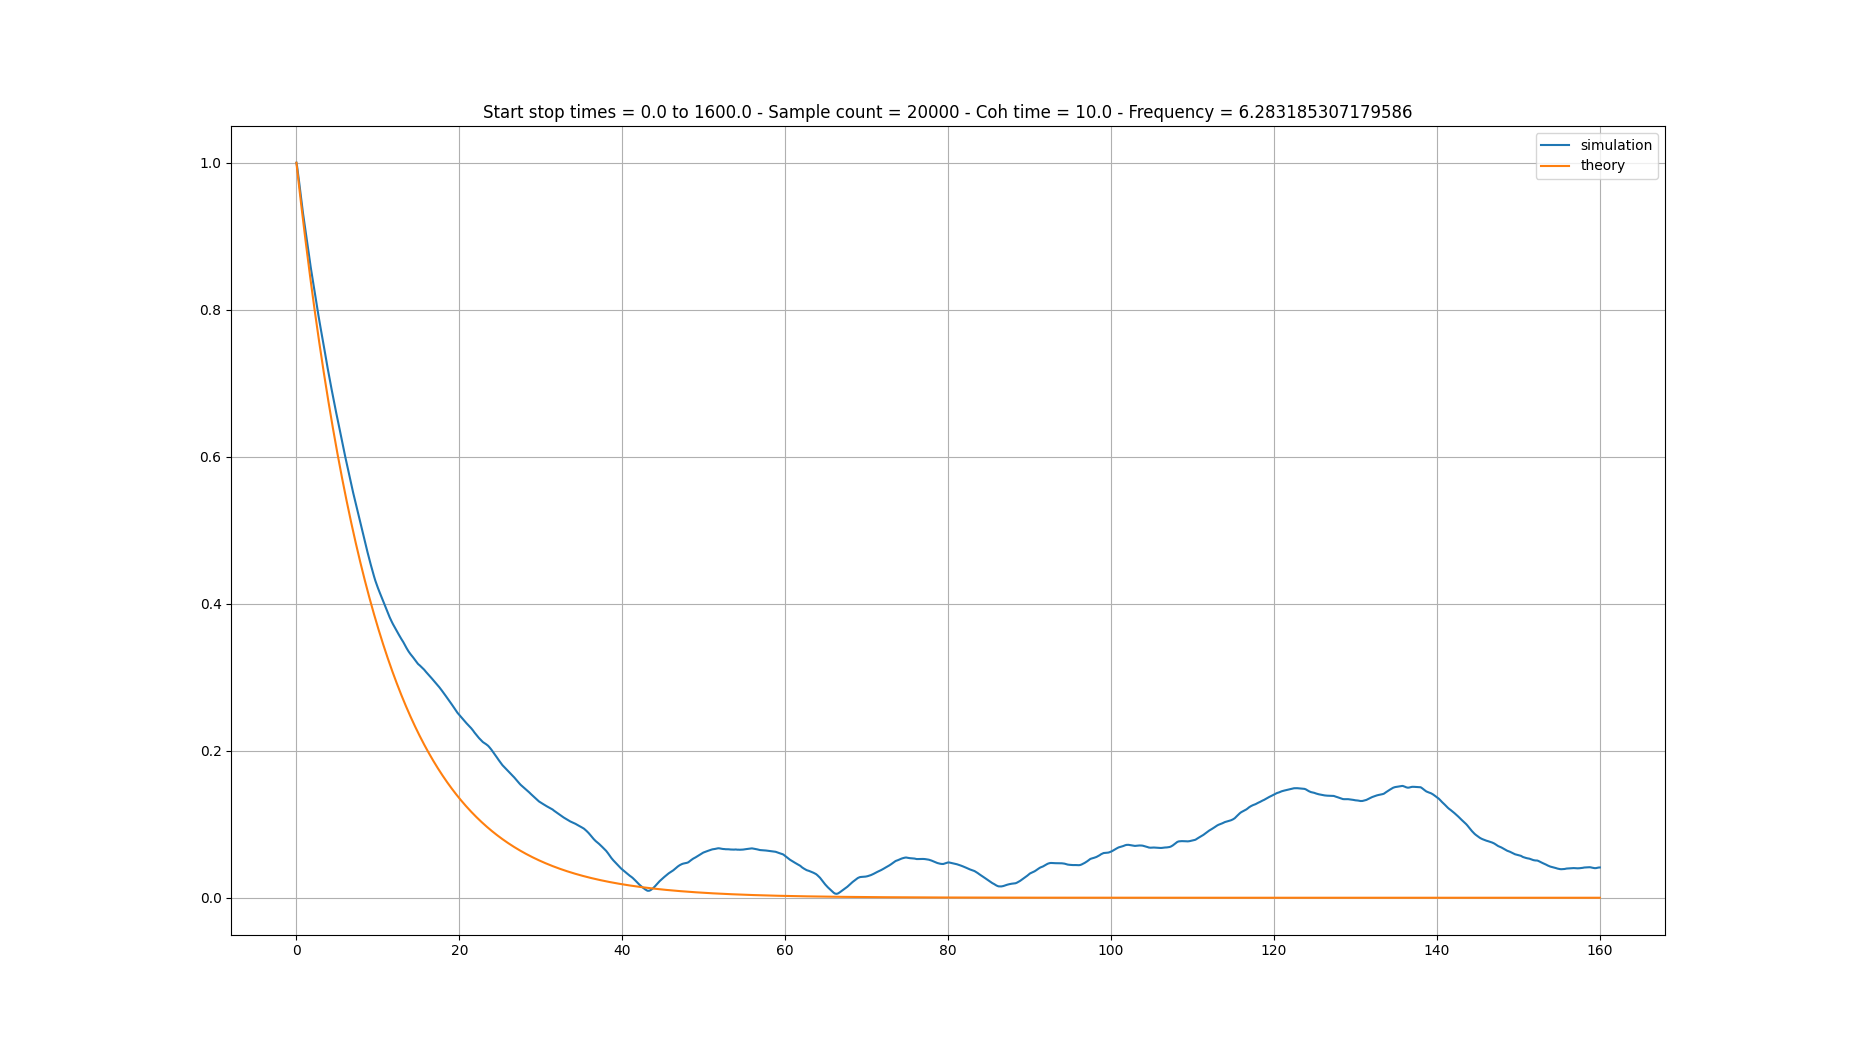 Start stop times = 0.0 to 1600.0 - Sample count = 20000 - Coh time = 10.0 - Frequency = 6.283185307179586
simulation
theory
1.0
0.8
0.6
0.4
0.2
0.0
0 20 40 60 80 100 120 140 160